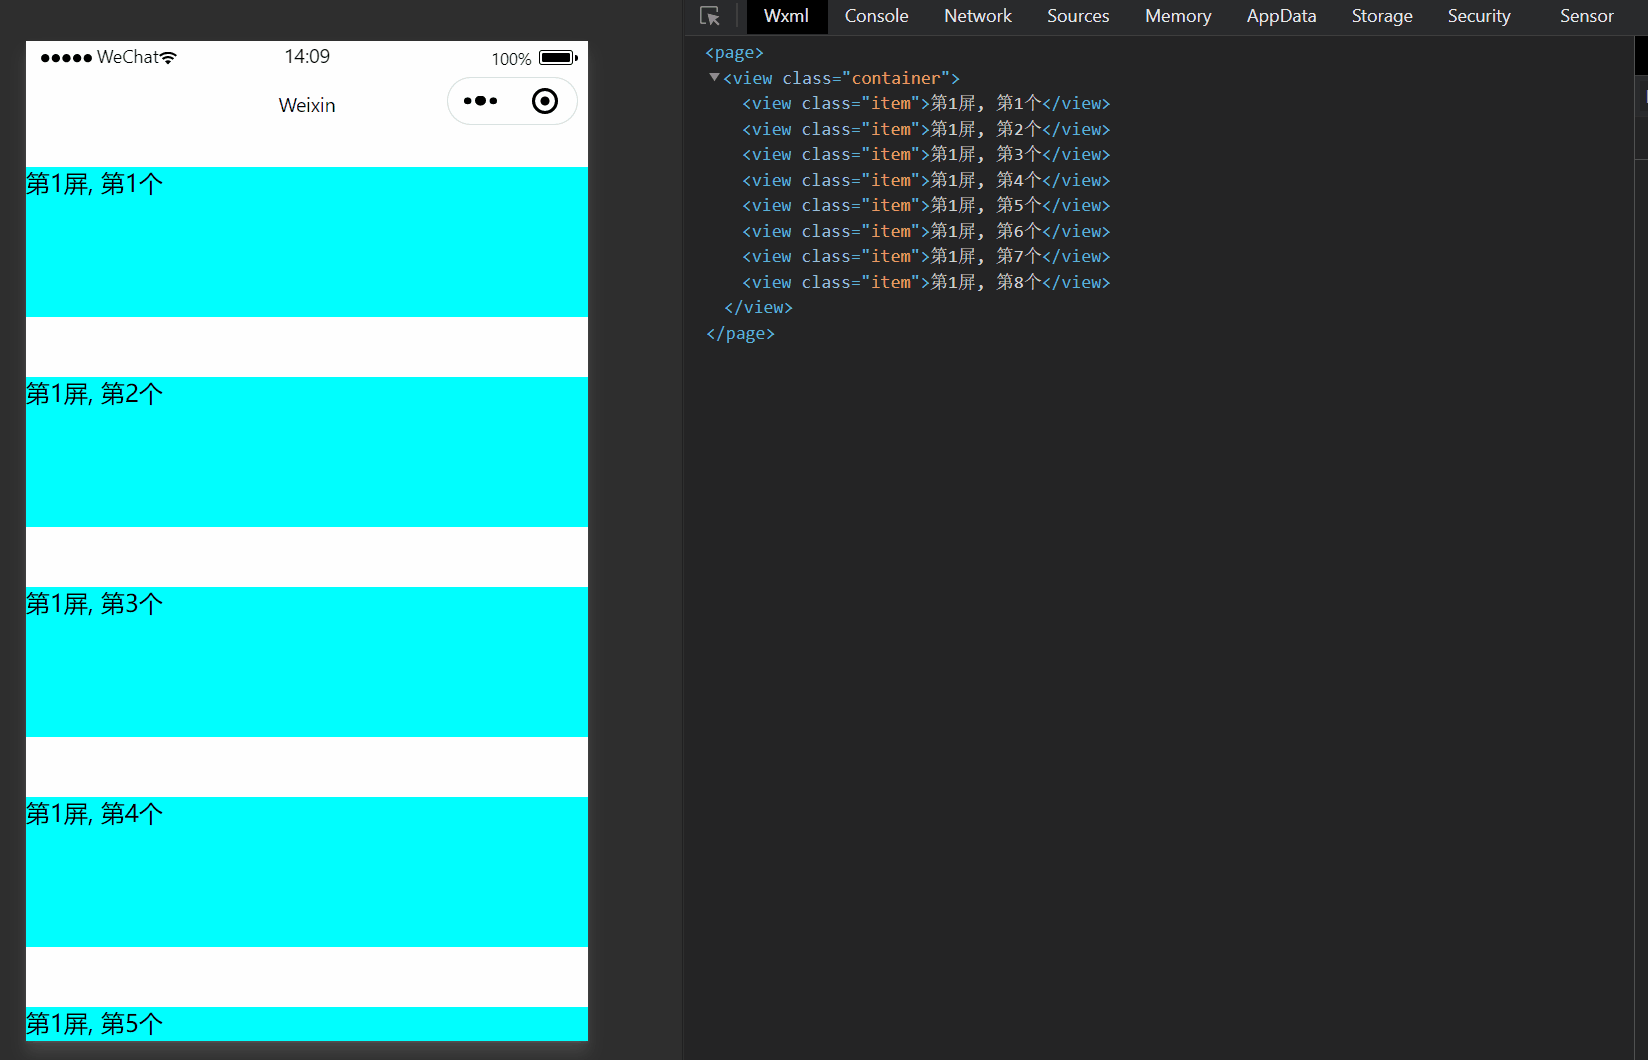 WeChat 14:09 100%
Weixin
第1屏, 第1个
第1屏, 第2个
第1屏, 第3个
第1屏, 第4个
第1屏, 第5个
Wxml Console Network Sources Memory AppData Storage Security Sensor
<page>
<view class="container">
<view class="item">第1屏, 第1个</view>
<view class="item">第1屏, 第2个</view>
<view class="item">第1屏, 第3个</view>
<view class="item">第1屏, 第4个</view>
<view class="item">第1屏, 第5个</view>
<view class="item">第1屏, 第6个</view>
<view class="item">第1屏, 第7个</view>
<view class="item">第1屏, 第8个</view>
</view>
</page>